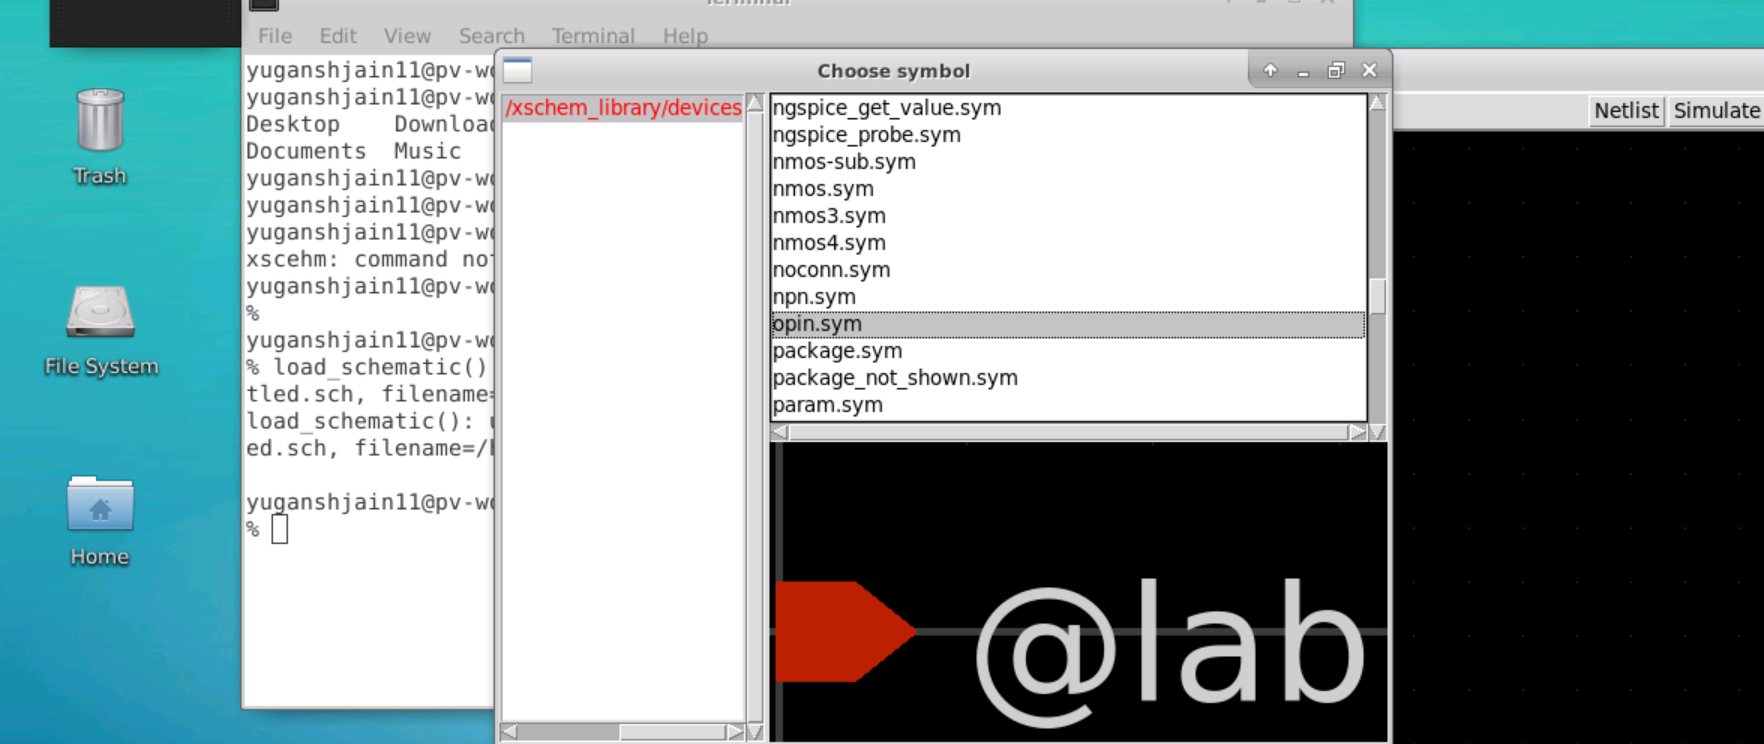 Terminal
File Edit View Search Terminal Help
Trash
File System
Home
yuganshjain11@pv-w
yuganshjain11@pv-w
Desktop Downloa
Documents Music
yuganshjain11@pv-w
yuganshjain11@pv-w
yuganshjain11@pv-w
xscehm: command no
yuganshjain11@pv-w
%
yuganshjain11@pv-w
% load_schematic()
tled.sch, filename=
load_schematic():
ed.sch, filename=/
yuganshjain11@pv-w
%
Choose symbol
/xschem_library/devices
ngspice_get_value.sym
ngspice_probe.sym
nmos-sub.sym
nmos.sym
nmos3.sym
nmos4.sym
noconn.sym
npn.sym
opin.sym
package.sym
package_not_shown.sym
param.sym
@lab
Netlist Simulate